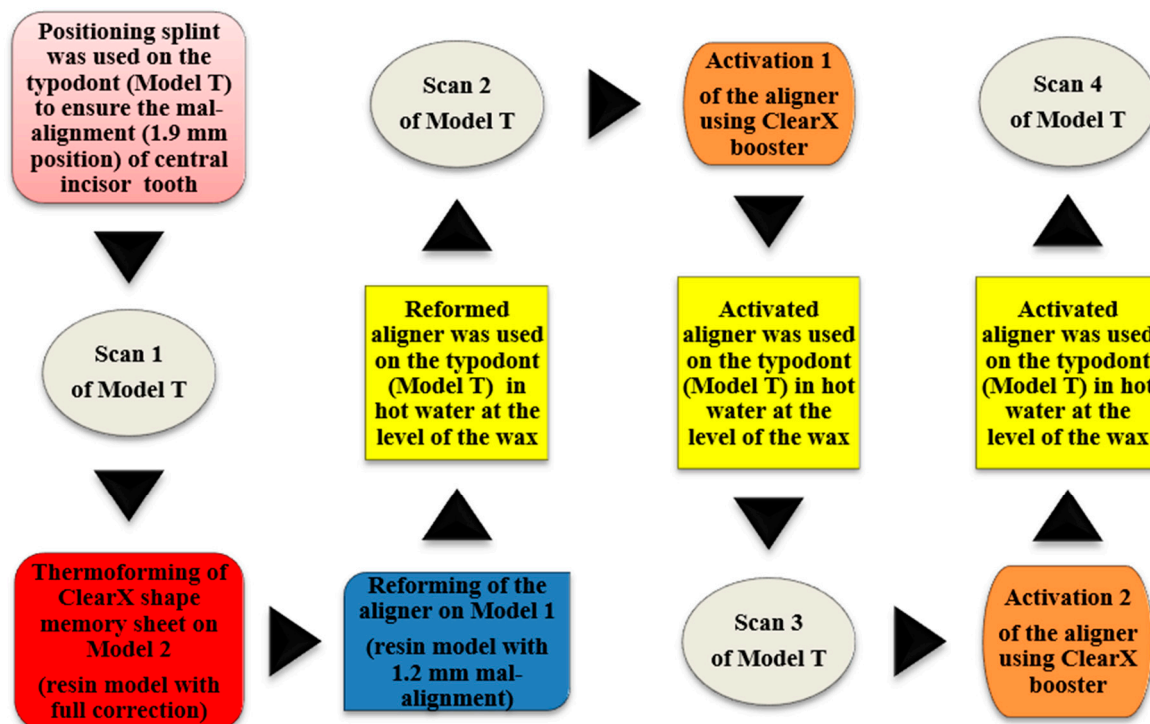 Positioning splint
was used on the
typodont (Model T)
to ensure the mal-
alignment (1.9 mm
position) of central
incisor tooth
Scan 1
of Model T
Thermoforming of
ClearX shape
memory sheet on
Model 2
(resin model with
full correction)
Reforming of the
aligner on Model 1
(resin model with
1.2 mm mal-
alignment)
Reformed
aligner was used
on the typodont
(Model T) in
hot water at the
level of the wax
Scan 2
of Model T
Activation 1
of the aligner
using ClearX
booster
Activated
aligner was used
on the typodont
(Model T) in hot
water at the
level of the wax
Scan 3
of Model T
Activation 2
of the aligner
using ClearX
booster
Activated
aligner was used
on the typodont
(Model T) in hot
water at the
level of the wax
Scan 4
of Model T